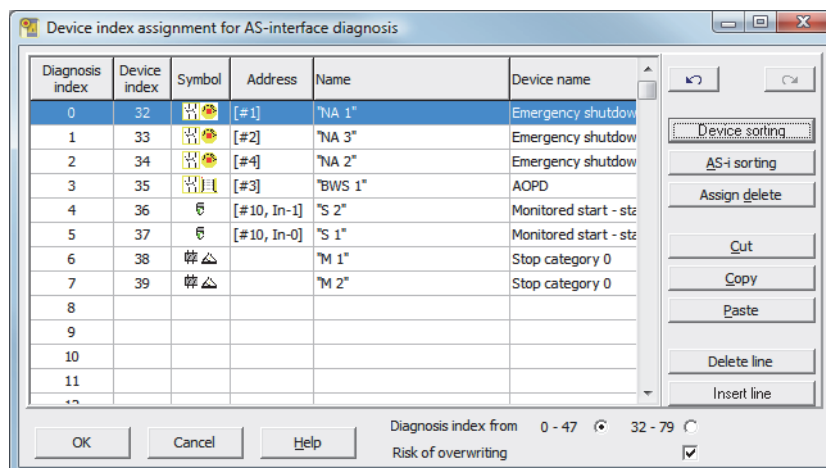 Device index assignment for AS-interface diagnosis
Diagnosis index Device index Symbol Address Name Device name
0 32 [#1] "NA 1" Emergency shutdow
1 33 [#2] "NA 3" Emergency shutdow
2 34 [#4] "NA 2" Emergency shutdow
3 35 [#3] "BWS 1" AOPD
4 36 [#10, In-1] "S 2" Monitored start - sta
5 37 [#10, In-0] "S 1" Monitored start - sta
6 38 "M 1" Stop category 0
7 39 "M 2" Stop category 0
8
9
10
11
Device sorting
AS-i sorting
Assign delete
Cut
Copy
Paste
Delete line
Insert line
OK Cancel Help
Diagnosis index from 0 - 47 32 - 79
Risk of overwriting